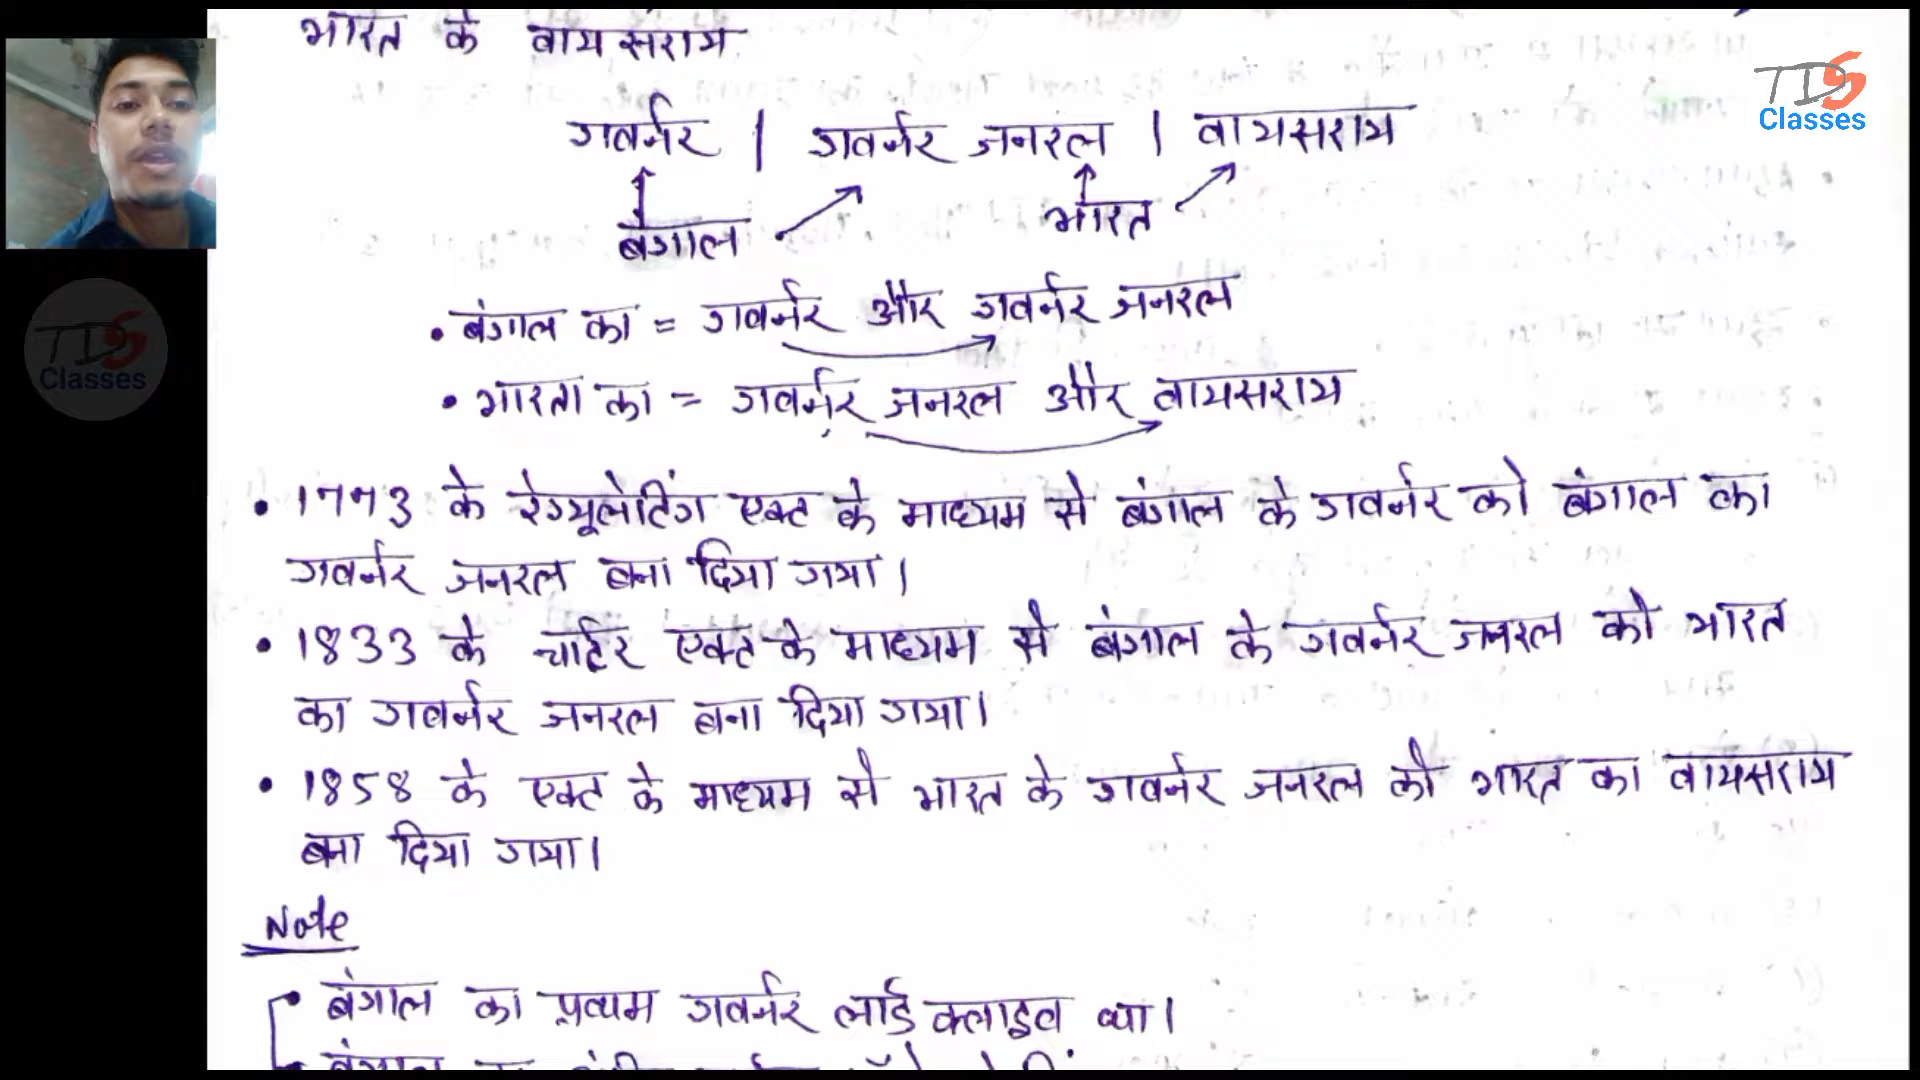 भारत के वायसराय
TDS
Classes
गवर्नर | गवर्नर जनरल | वायसराय
बंगाल
भारत
• बंगाल का = गवर्नर और गवर्नर जनरल
TDS
Classes
• भारत का = गवर्नर जनरल और वायसराय
• 1773 के रेग्यूलेटिंग एक्ट के माध्यम से बंगाल के गवर्नर को बंगाल का
गवर्नर जनरल बना दिया गया।
• 1833 के चार्टर एक्ट के माध्यम से बंगाल के गवर्नर जनरल को भारत
का गवर्नर जनरल बना दिया गया।
• 1858 के एक्ट के माध्यम से भारत के गवर्नर जनरल को भारत का वायसराय
बना दिया गया।
Note
• बंगाल का प्रथम गवर्नर लार्ड क्लाइव था।